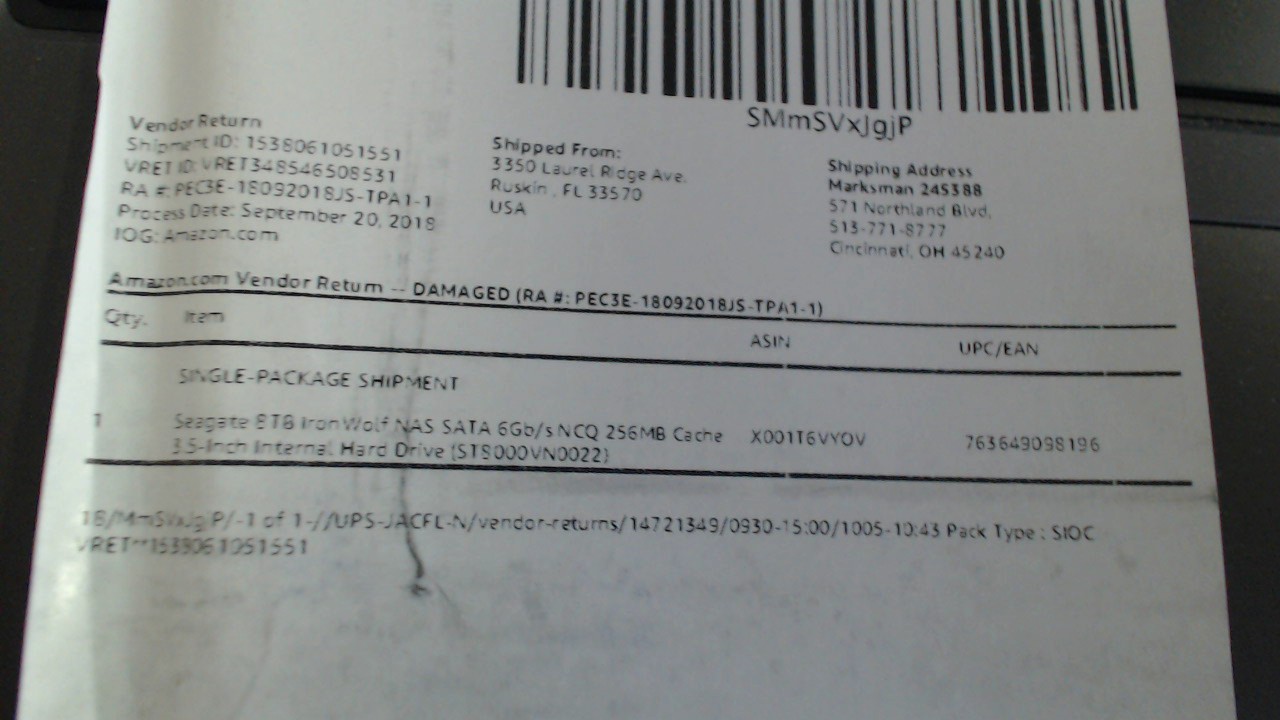 SMmSVxJgjP
Vendor Return
Shipment ID: 1538061051551
VRET ID: VRET348546508531
RA #: PEC3E-18092018JS-TPA1-1
Process Date: September 20, 2018
IOG: Amazon.com
Shipped From:
3350 Laurel Ridge Ave.
Ruskin , FL 33570
USA
Shipping Address
Marksman 245388
571 Northland Blvd,
513-771-8777
Cincinnati, OH 45240
Amazon.com Vendor Return -- DAMAGED (RA #: PEC3E-18092018JS-TPA1-1)
Qty. Item ASIN UPC/EAN
SINGLE-PACKAGE SHIPMENT
1 Seagate 8TB IronWolf NAS SATA 6Gb/s NCQ 256MB Cache X001T6VYOV 763649098196
3.5-Inch Internal Hard Drive (ST8000VN0022)
/-1 of 1-//UPS-JACFL-N/vendor-returns/14721349/0930-15:00/1005-10:43 Pack Type : SIOC
VRET**1538061051551